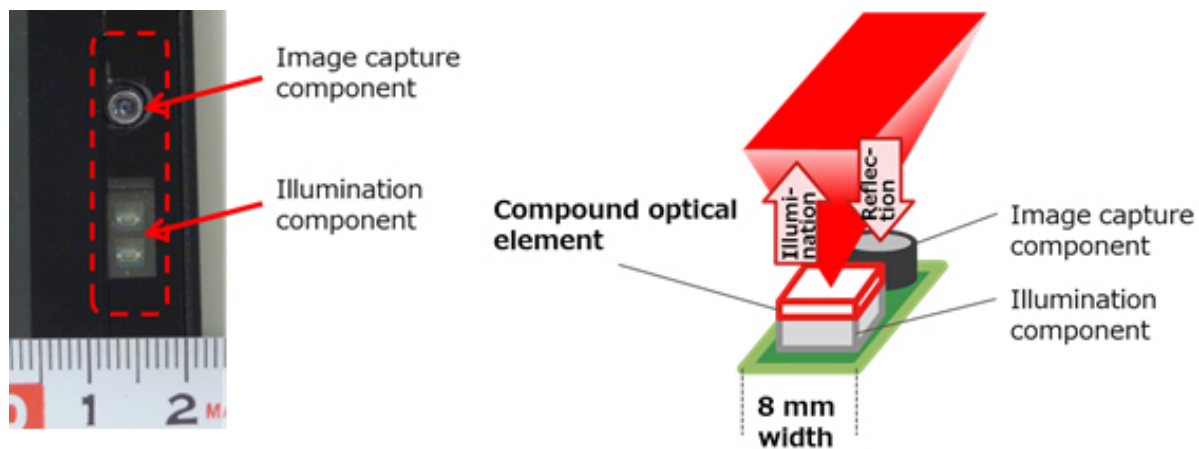 Image capture
component
Illumination
component
1 2
Compound optical
element
Illumi-
nation
Reflec-
tion
Image capture
component
Illumination
component
8 mm
width